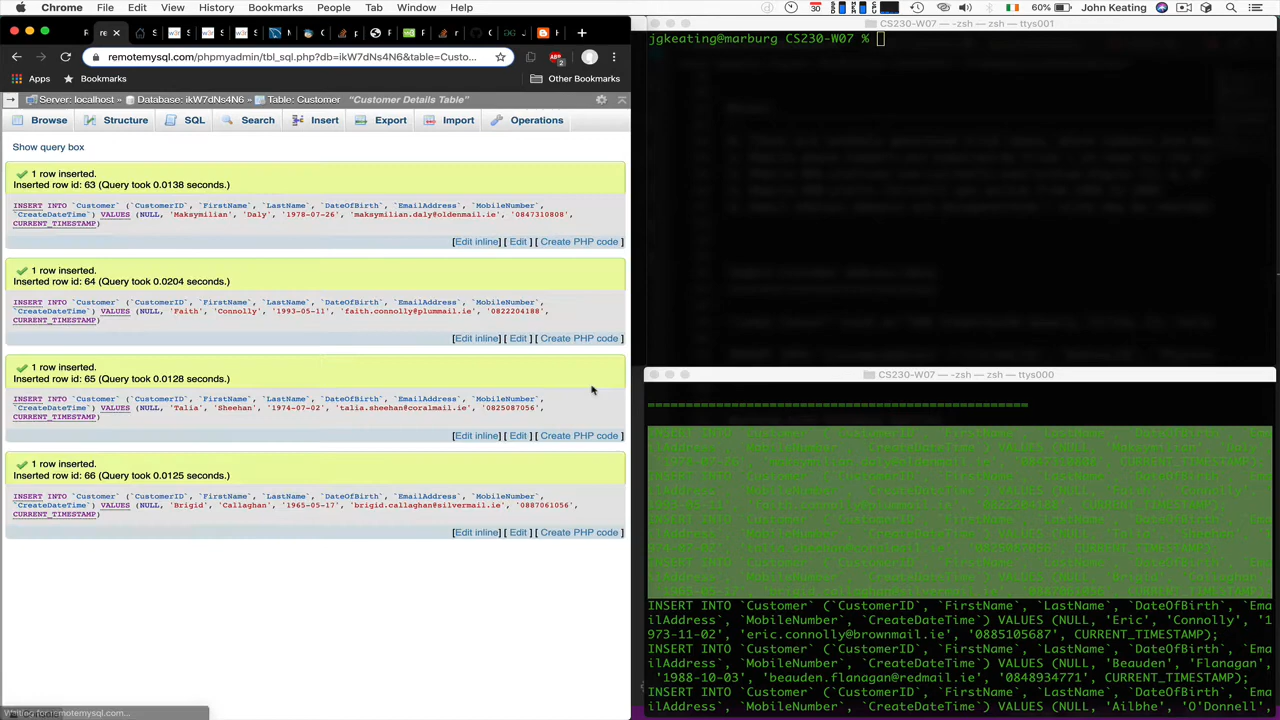 Chrome File Edit View History Bookmarks People Tab Window Help 30 60% John Keating
re
remotemysql.com/phpmyadmin/tbl_sql.php?db=ikW7dNs4N6&table=Custo...
Apps Bookmarks Other Bookmarks
Server: localhost » Database: ikW7dNs4N6 » Table: Customer "Customer Details Table"
Browse Structure SQL Search Insert Export Import Operations
Show query box
1 row inserted.
Inserted row id: 63 (Query took 0.0138 seconds.)
INSERT INTO `Customer` (`CustomerID`, `FirstName`, `LastName`, `DateOfBirth`, `EmailAddress`, `MobileNumber`,
`CreateDateTime`) VALUES (NULL, 'Maksymilian', 'Daly', '1978-07-26', 'maksymilian.daly@oldenmail.ie', '0847310808',
CURRENT_TIMESTAMP)
[Edit inline] [ Edit ] [ Create PHP code ]
1 row inserted.
Inserted row id: 64 (Query took 0.0204 seconds.)
INSERT INTO `Customer` (`CustomerID`, `FirstName`, `LastName`, `DateOfBirth`, `EmailAddress`, `MobileNumber`,
`CreateDateTime`) VALUES (NULL, 'Faith', 'Connolly', '1993-05-11', 'faith.connolly@plummail.ie', '0822204188',
CURRENT_TIMESTAMP)
[Edit inline] [ Edit ] [ Create PHP code ]
1 row inserted.
Inserted row id: 65 (Query took 0.0128 seconds.)
INSERT INTO `Customer` (`CustomerID`, `FirstName`, `LastName`, `DateOfBirth`, `EmailAddress`, `MobileNumber`,
`CreateDateTime`) VALUES (NULL, 'Talia', 'Sheehan', '1974-07-02', 'talia.sheehan@coralmail.ie', '0825087056',
CURRENT_TIMESTAMP)
[Edit inline] [ Edit ] [ Create PHP code ]
1 row inserted.
Inserted row id: 66 (Query took 0.0125 seconds.)
INSERT INTO `Customer` (`CustomerID`, `FirstName`, `LastName`, `DateOfBirth`, `EmailAddress`, `MobileNumber`,
`CreateDateTime`) VALUES (NULL, 'Brigid', 'Callaghan', '1965-05-17', 'brigid.callaghan@silvermail.ie', '0887061056',
CURRENT_TIMESTAMP)
[Edit inline] [ Edit ] [ Create PHP code ]
Waiting for remotemysql.com...
CS230-W07 — -zsh — zsh — ttys001
jgkeating@marburg CS230-W07 %
CS230-W07 — -zsh — zsh — ttys000
==================================================
INSERT INTO `Customer` (`CustomerID`, `FirstName`, `LastName`, `DateOfBirth`, `Ema
ilAddress`, `MobileNumber`, `CreateDateTime`) VALUES (NULL, 'Eric', 'Connolly', '1
973-11-02', 'eric.connolly@brownmail.ie', '0885105687', CURRENT_TIMESTAMP);
INSERT INTO `Customer` (`CustomerID`, `FirstName`, `LastName`, `DateOfBirth`, `Ema
ilAddress`, `MobileNumber`, `CreateDateTime`) VALUES (NULL, 'Beauden', 'Flanagan',
'1988-10-03', 'beauden.flanagan@redmail.ie', '0848934771', CURRENT_TIMESTAMP);
INSERT INTO `Customer` (`CustomerID`, `FirstName`, `LastName`, `DateOfBirth`, `Ema
ilAddress`, `MobileNumber`, `CreateDateTime`) VALUES (NULL, 'Ailbhe', 'O'Donnell',